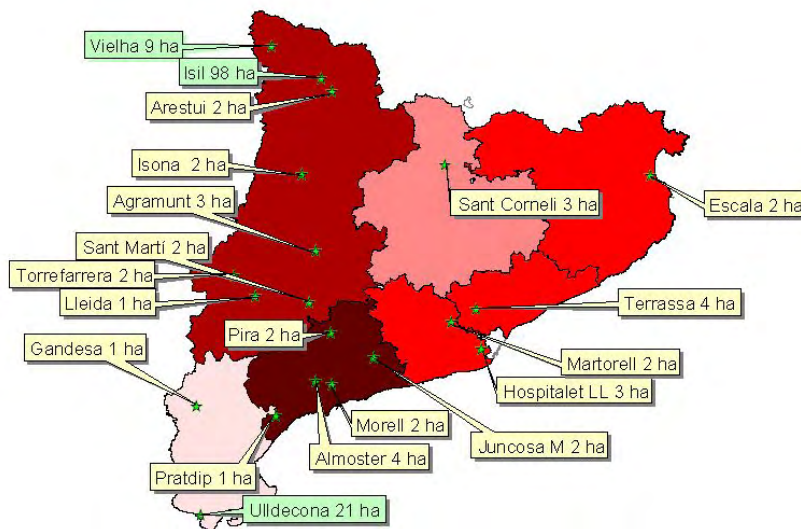 Vielha 9 ha
Isil 98 ha
Arestui 2 ha
Isona 2 ha
Agramunt 3 ha
Sant Corneli 3 ha
Escala 2 ha
Sant Martí 2 ha
Torrefarrera 2 ha
Lleida 1 ha
Terrassa 4 ha
Pira 2 ha
Gandesa 1 ha
Martorell 2 ha
Hospitalet LL 3 ha
Morell 2 ha
Juncosa M 2 ha
Almoster 4 ha
Pratdip 1 ha
Ulldecona 21 ha